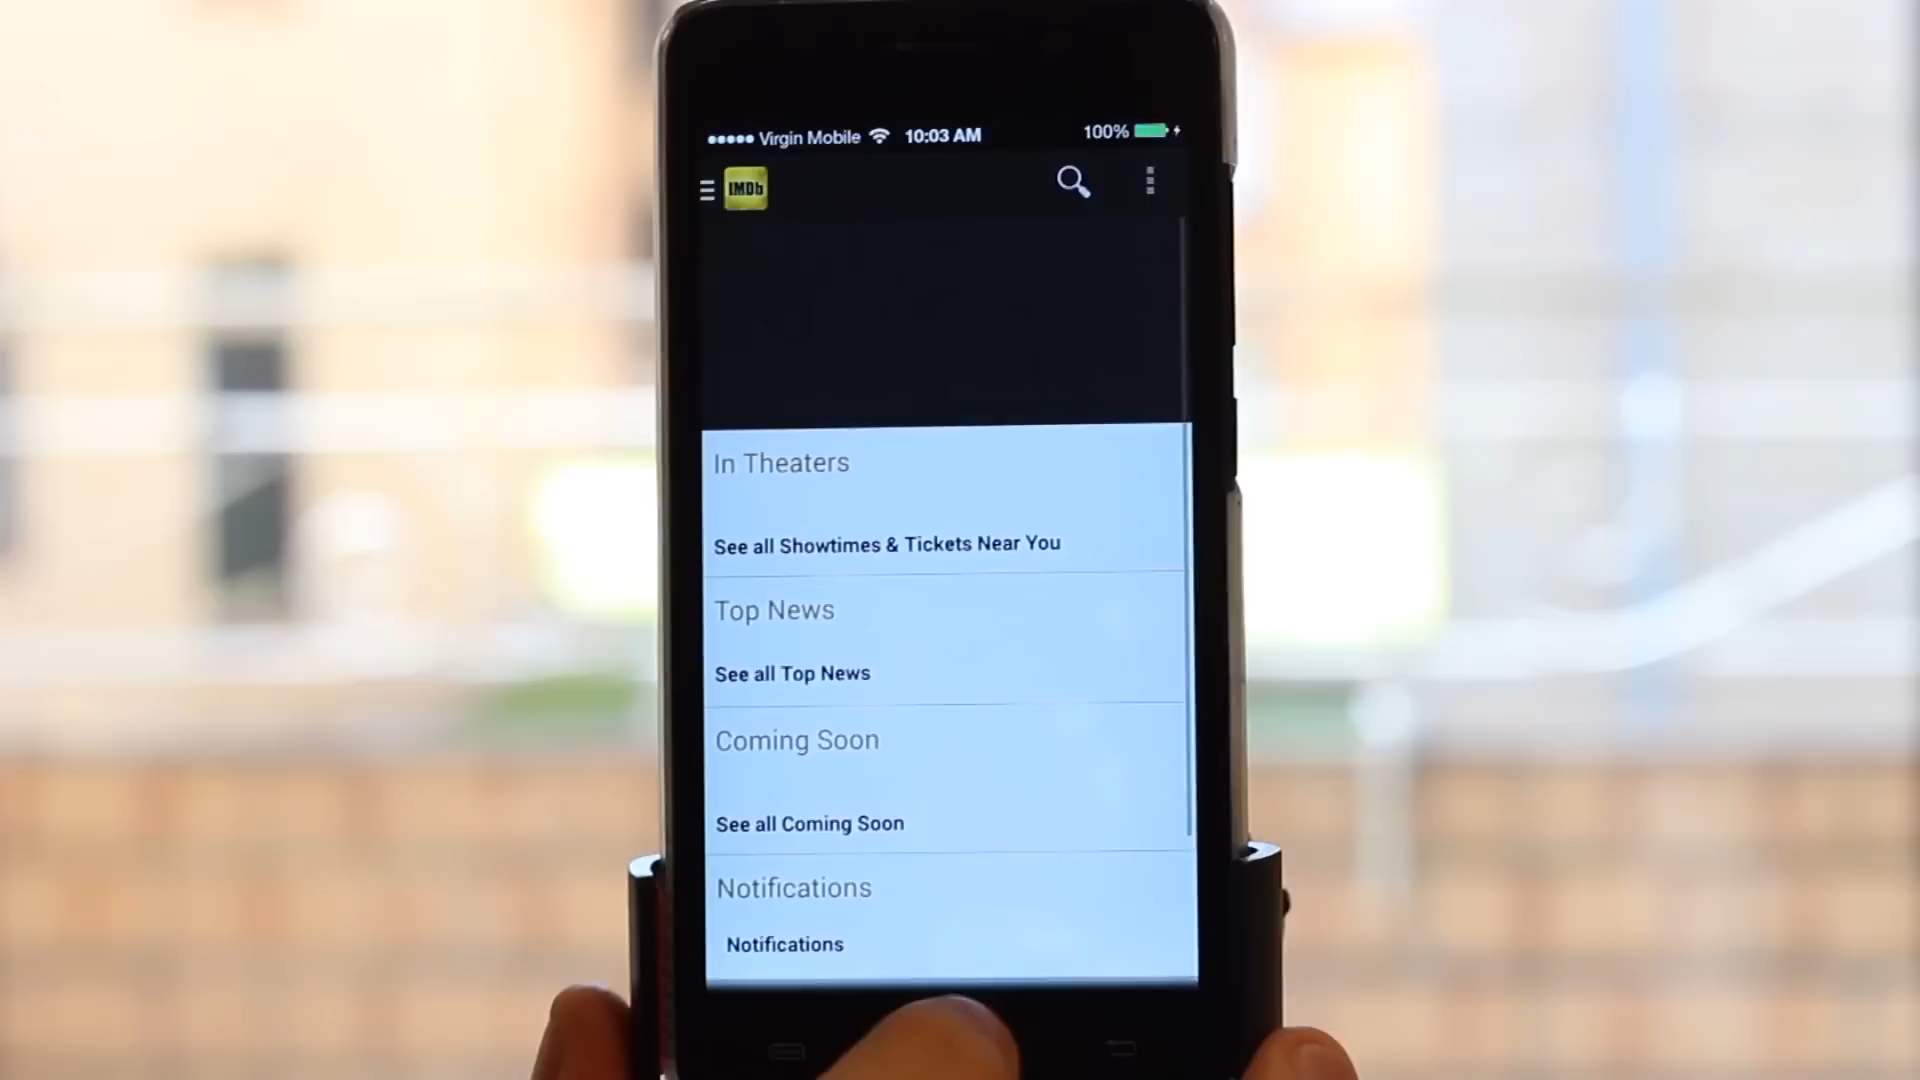 Virgin Mobile 10:03 AM 100%
IMDb
In Theaters
See all Showtimes & Tickets Near You
Top News
See all Top News
Coming Soon
See all Coming Soon
Notifications
Notifications